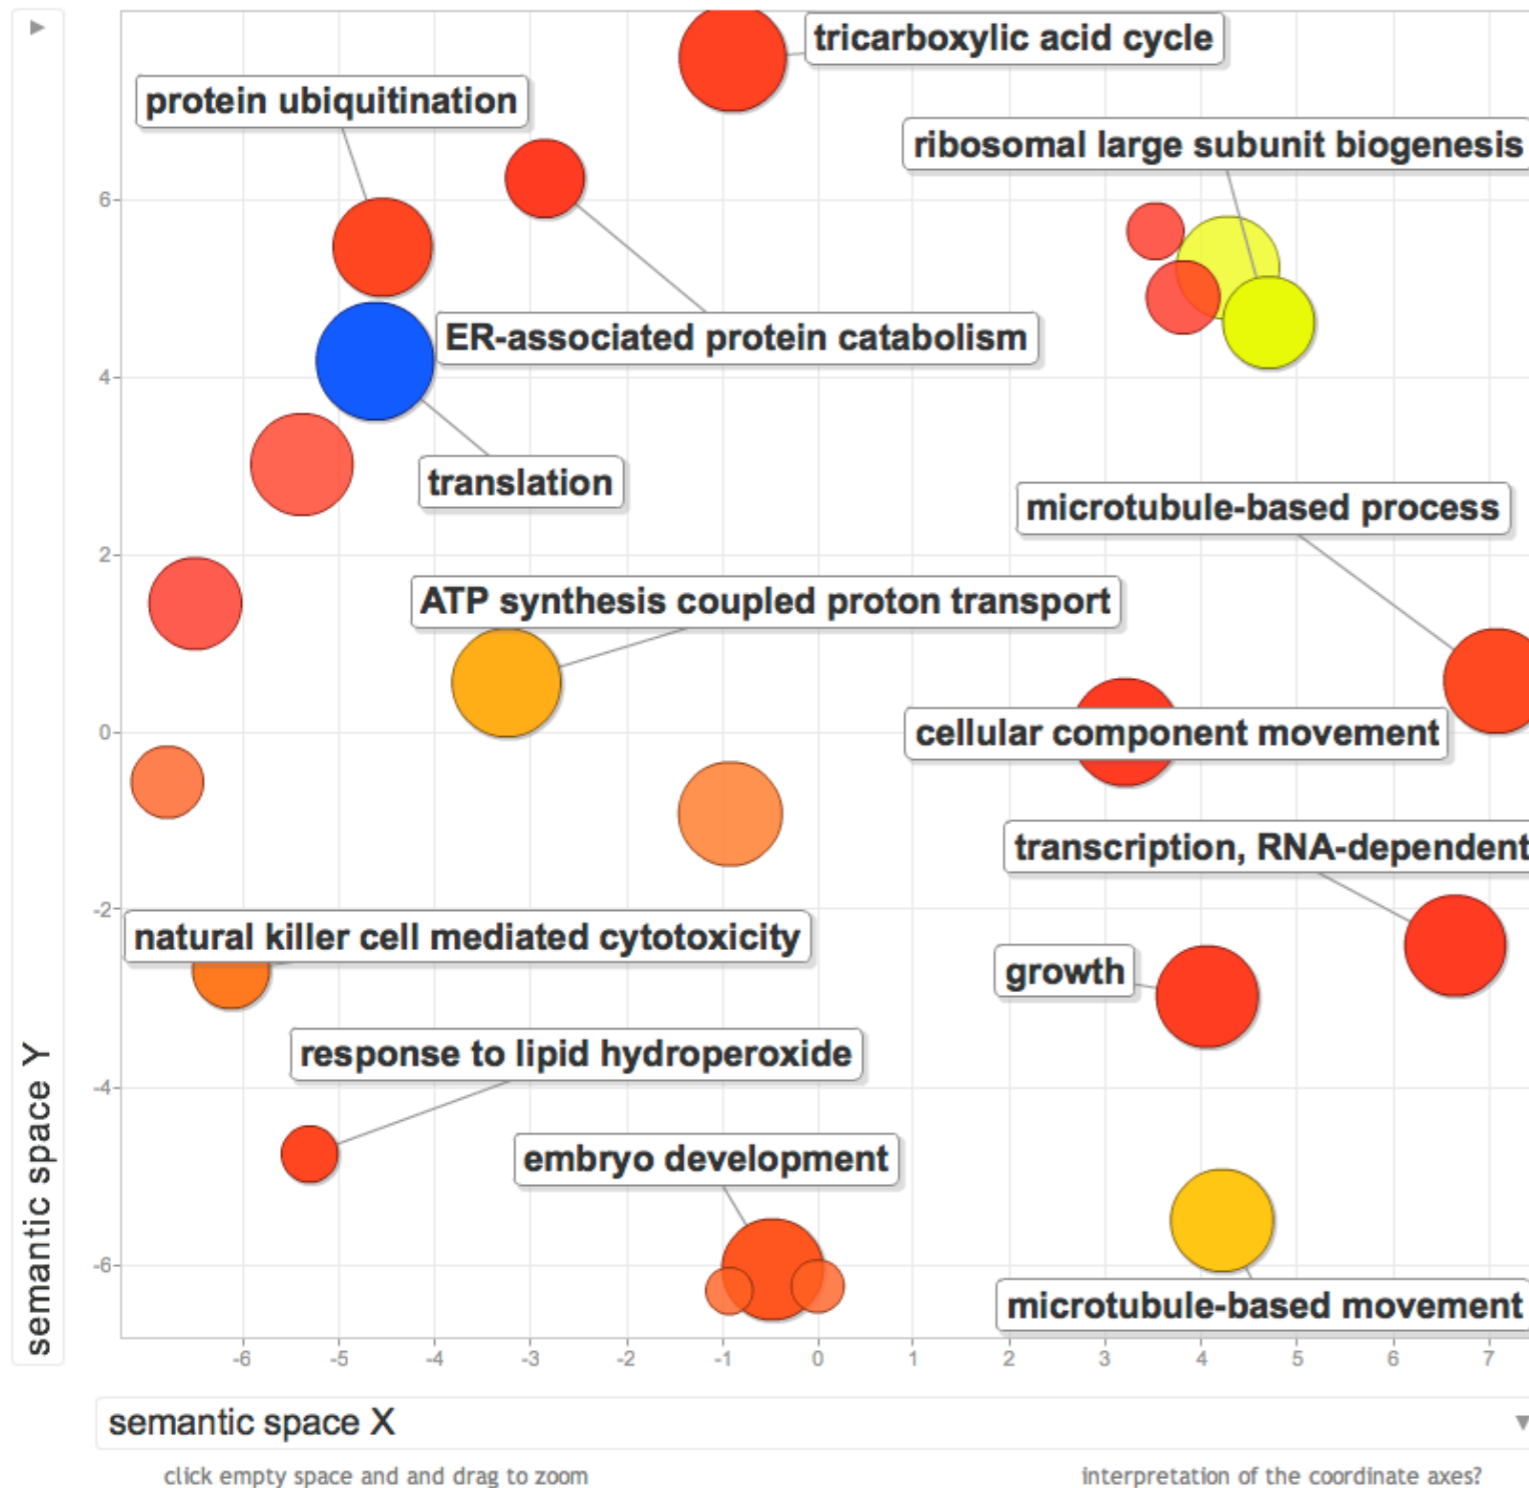 tricarboxylic acid cycle
protein ubiquitination
ribosomal large subunit biogenesis
6
ER-associated protein catabolism
4
translation
microtubule-based process
2
ATP synthesis coupled proton transport
0
cellular component movement
transcription, RNA-dependent
-2
natural killer cell mediated cytotoxicity
growth
response to lipid hydroperoxide
-4
embryo development
-6
microtubule-based movement
semantic space Y
-6 -5 -4 -3 -2 -1 0 1 2 3 4 5 6 7
semantic space X
click empty space and and drag to zoom
interpretation of the coordinate axes?